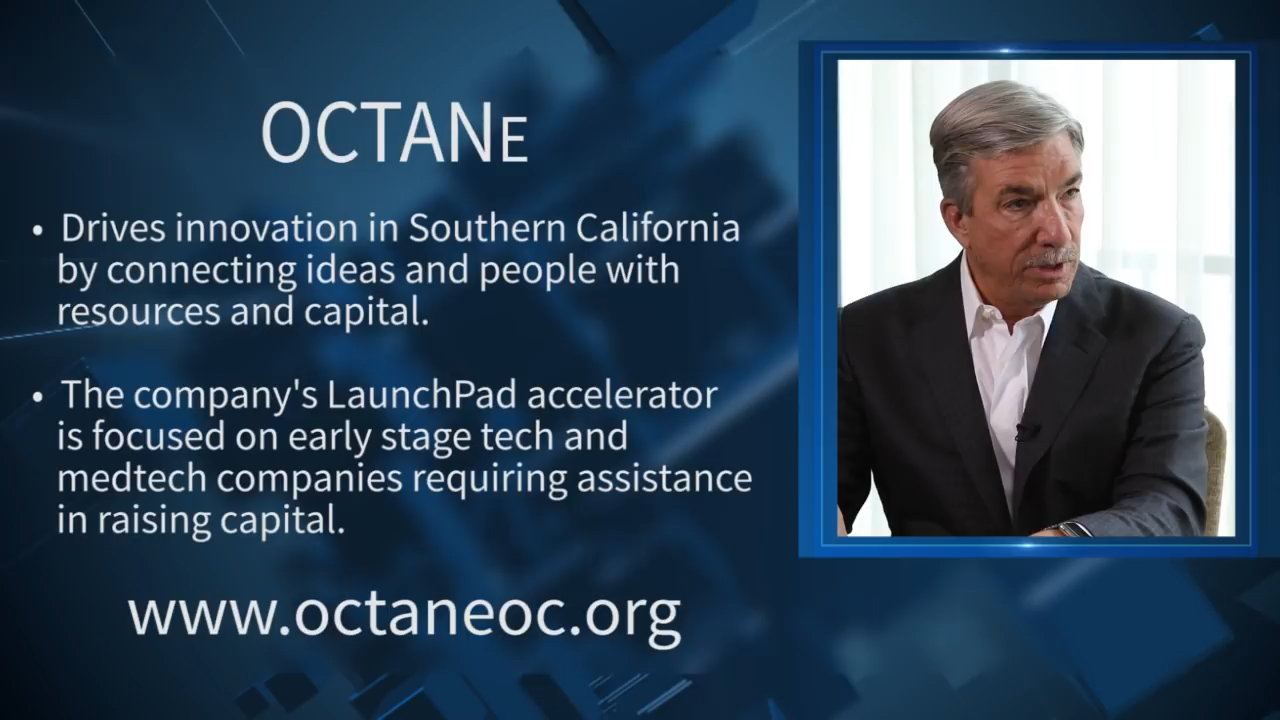 OCTANE
• Drives innovation in Southern California
by connecting ideas and people with
resources and capital.
• The company's LaunchPad accelerator
is focused on early stage tech and
medtech companies requiring assistance
in raising capital.
www.octaneoc.org